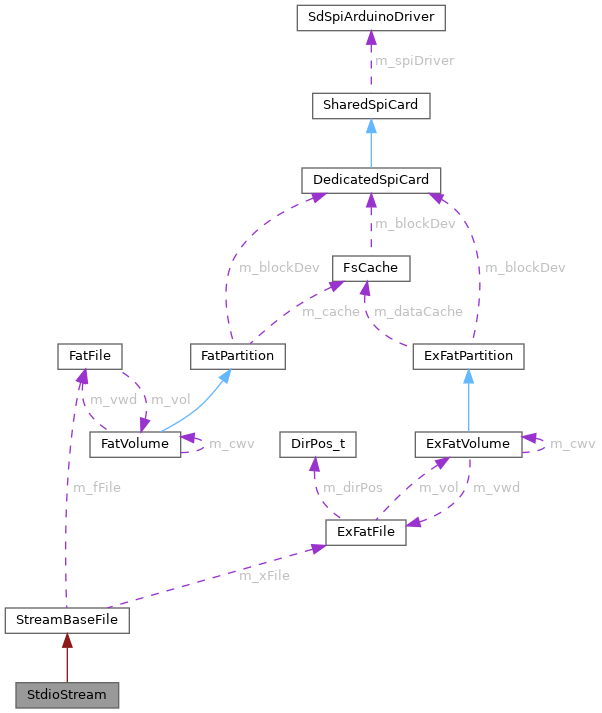 SdSpiArduinoDriver
m_spiDriver
SharedSpiCard
DedicatedSpiCard
m_blockDev
FsCache
m_blockDev
m_blockDev
m_cache
m_dataCache
FatFile
FatPartition
ExFatPartition
m_vwd
m_vol
FatVolume
m_cwv
DirPos_t
ExFatVolume
m_cwv
m_fFile
m_dirPos
m_vol
m_vwd
ExFatFile
m_xFile
StreamBaseFile
StdioStream